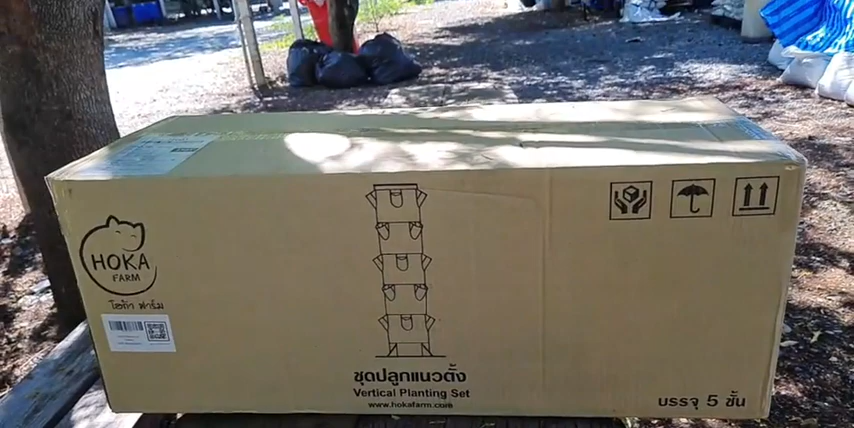 HOKA
FARM
โฮก้า ฟาร์ม
ชุดปลูกแนวตั้ง
Vertical Planting Set
www.hokafarm.com
บรรจุ 5 ชั้น